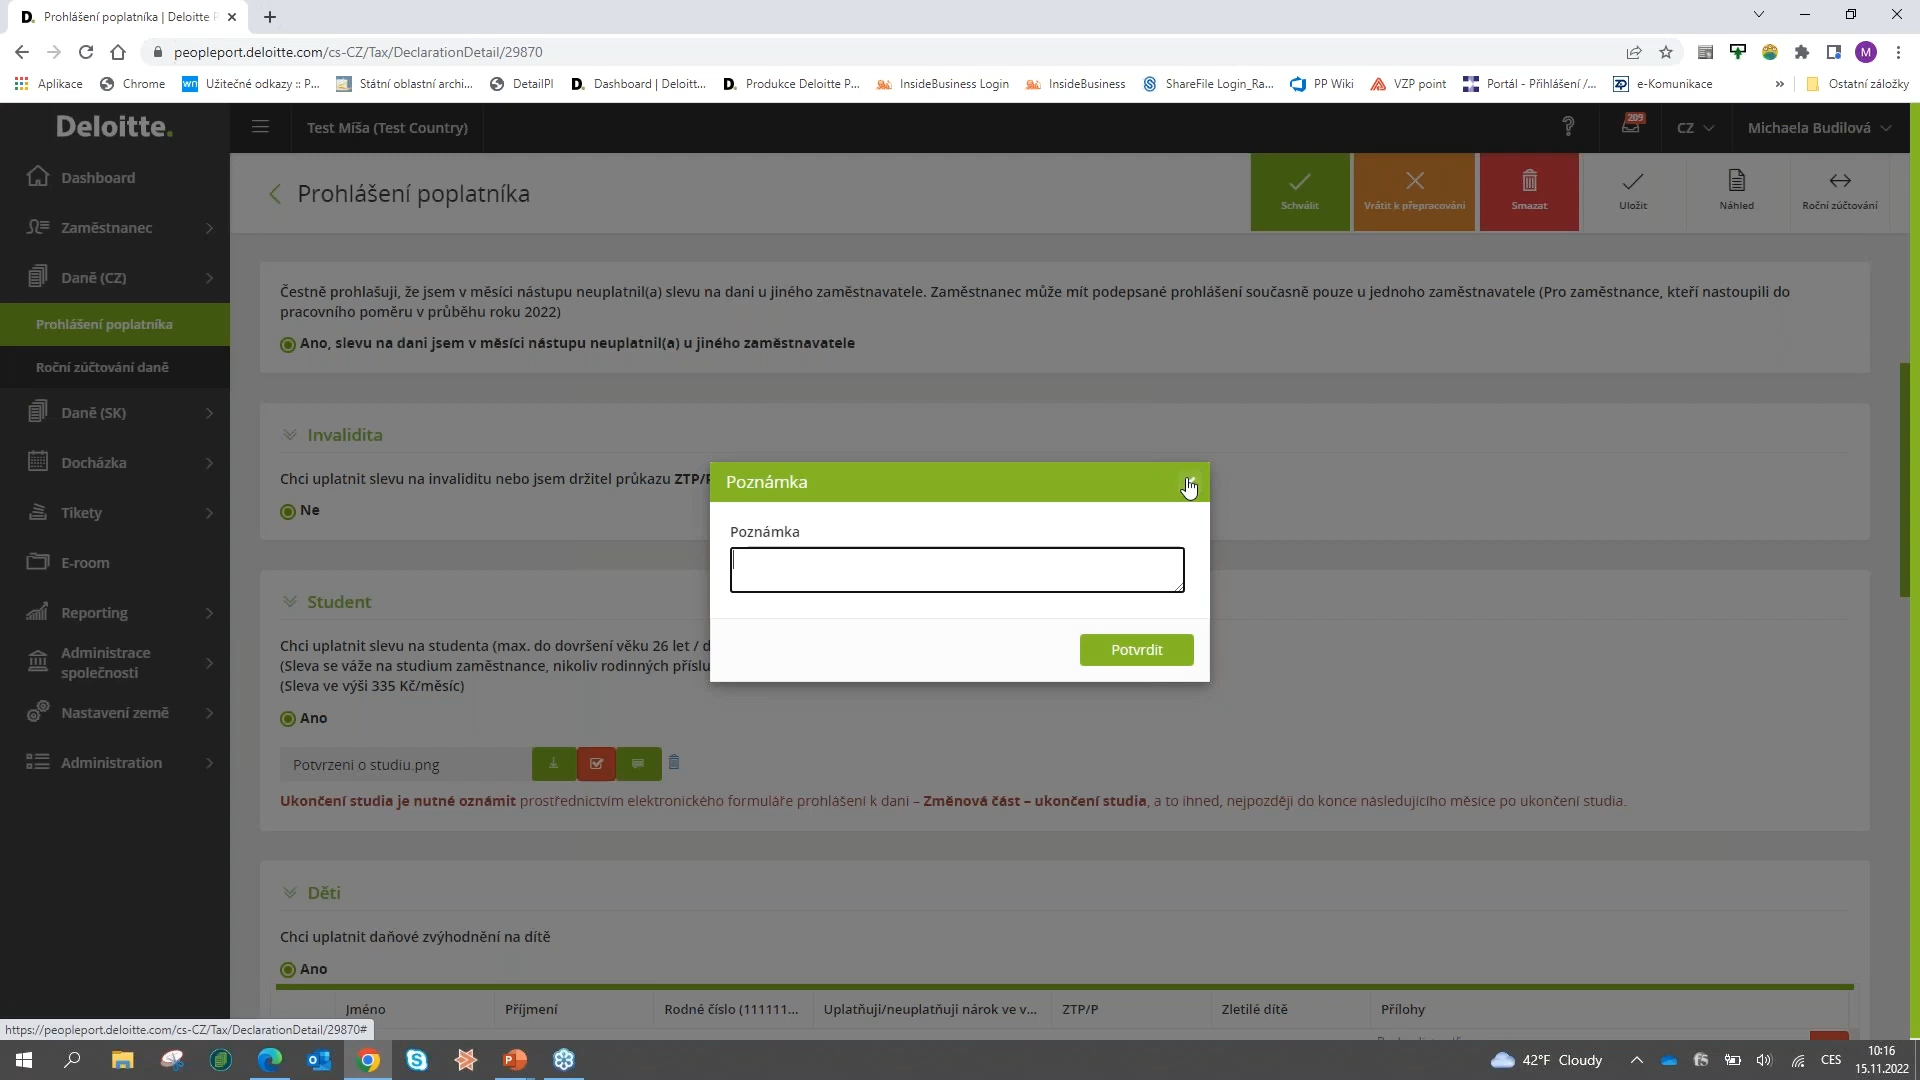 Prohlášení poplatníka | Deloitte P
peopleport.deloitte.com/cs-CZ/Tax/DeclarationDetail/29870
M
Aplikace Chrome Užitečné odkazy :: P... Státní oblastní archi... DetailPI Dashboard | Deloitt... Produkce Deloitte P... InsideBusiness Login InsideBusiness ShareFile Login_Ra... PP Wiki VZP point Portál - Přihlášení /... e-Komunikace » Ostatní záložky
Deloitte.
Test Míša (Test Country)
209
CZ
Michaela Budilová
Dashboard
Zaměstnanec
Daně (CZ)
Prohlášení poplatníka
Roční zúčtování daně
Daně (SK)
Docházka
Tikety
E-room
Reporting
Administrace
společnosti
Nastavení země
Administration
Prohlášení poplatníka
Schválit
Vrátit k přepracování
Smazat
Uložit
Náhled
Roční zúčtování
Čestně prohlašuji, že jsem v měsíci nástupu neuplatnil(a) slevu na dani u jiného zaměstnavatele. Zaměstnanec může mít podepsané prohlášení současně pouze u jednoho zaměstnavatele (Pro zaměstnance, kteří nastoupili do
pracovního poměru v průběhu roku 2022)
Ano, slevu na dani jsem v měsíci nástupu neuplatnil(a) u jiného zaměstnavatele
Invalidita
Chci uplatnit slevu na invaliditu nebo jsem držitel průkazu ZTP/P
Ne
Student
Chci uplatnit slevu na studenta (max. do dovršení věku 26 let / d
(Sleva se váže na studium zaměstnance, nikoliv rodinných příslu
(Sleva ve výši 335 Kč/měsíc)
Ano
Potvrzeni o studiu.png
Ukončení studia je nutné oznámit prostřednictvím elektronického formuláře prohlášení k dani – Změnová část – ukončení studia, a to ihned, nejpozději do konce následujícího měsíce po ukončení studia.
Děti
Chci uplatnit daňové zvýhodnění na dítě
Ano
Jméno Příjmení Rodné číslo (111111... Uplatňuji/neuplatňuji nárok ve v... ZTP/P Zletilé dítě Přílohy
Poznámka
Poznámka
Potvrdit
https://peopleport.deloitte.com/cs-CZ/Tax/DeclarationDetail/29870#
42°F Cloudy
CES
10:16
15.11.2022